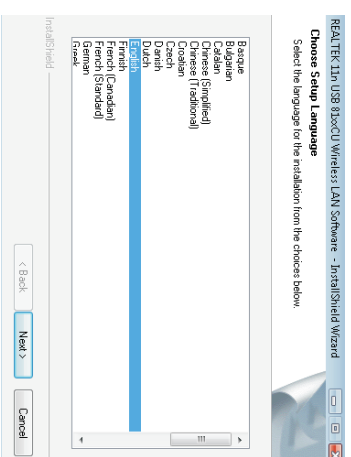 REALTEK 11n USB 81xxCU Wireless LAN Software - InstallShield Wizard
Choose Setup Language
Select the language for the installation from the choices below.
Basque
Bulgarian
Catalan
Chinese (Simplified)
Chinese (Traditional)
Croatian
Czech
Danish
Dutch
English
Finnish
French (Canadian)
French (Standard)
German
Greek
InstallShield
< Back
Next >
Cancel